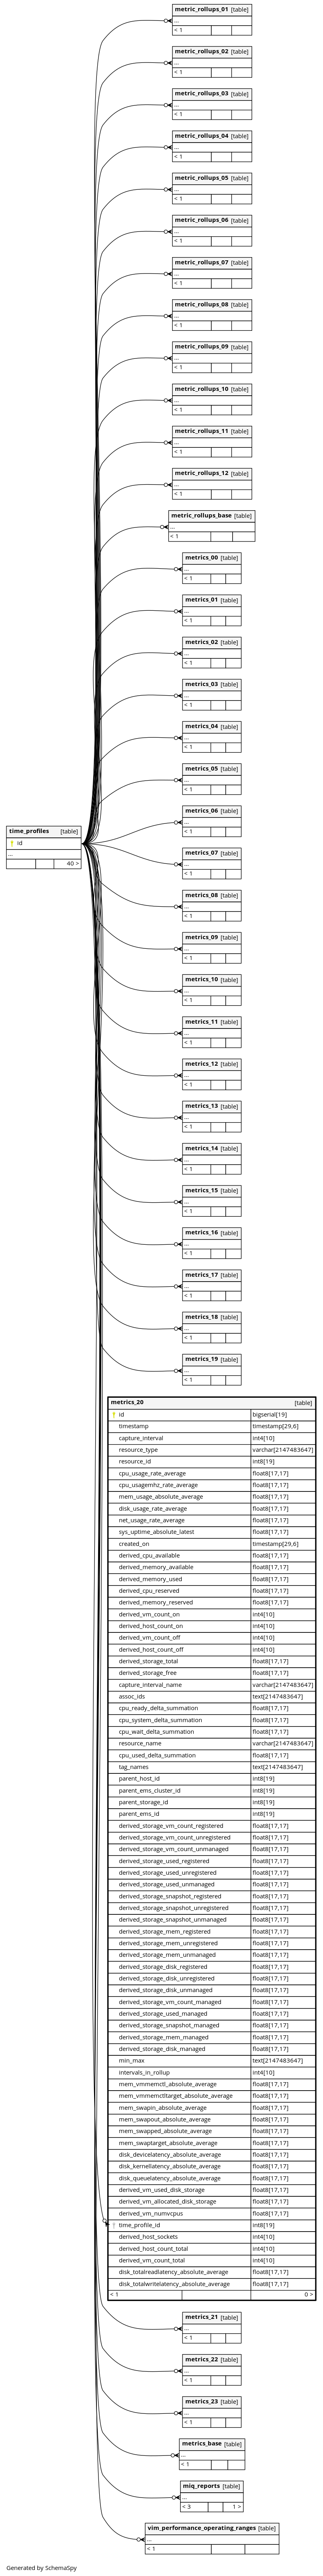 metric_rollups_01 [table]
...
< 1
metric_rollups_02 [table]
...
< 1
metric_rollups_03 [table]
...
< 1
metric_rollups_04 [table]
...
< 1
metric_rollups_05 [table]
...
< 1
metric_rollups_06 [table]
...
< 1
metric_rollups_07 [table]
...
< 1
metric_rollups_08 [table]
...
< 1
metric_rollups_09 [table]
...
< 1
metric_rollups_10 [table]
...
< 1
metric_rollups_11 [table]
...
< 1
metric_rollups_12 [table]
...
< 1
metric_rollups_base [table]
...
< 1
metrics_00 [table]
...
< 1
metrics_01 [table]
...
< 1
metrics_02 [table]
...
< 1
metrics_03 [table]
...
< 1
metrics_04 [table]
...
< 1
metrics_05 [table]
...
< 1
metrics_06 [table]
...
< 1
time_profiles [table]
id
...
40 >
metrics_07 [table]
...
< 1
metrics_08 [table]
...
< 1
metrics_09 [table]
...
< 1
metrics_10 [table]
...
< 1
metrics_11 [table]
...
< 1
metrics_12 [table]
...
< 1
metrics_13 [table]
...
< 1
metrics_14 [table]
...
< 1
metrics_15 [table]
...
< 1
metrics_16 [table]
...
< 1
metrics_17 [table]
...
< 1
metrics_18 [table]
...
< 1
metrics_19 [table]
...
< 1
metrics_20 [table]
id bigserial[19]
timestamp timestamp[29,6]
capture_interval int4[10]
resource_type varchar[2147483647]
resource_id int8[19]
cpu_usage_rate_average float8[17,17]
cpu_usagemhz_rate_average float8[17,17]
mem_usage_absolute_average float8[17,17]
disk_usage_rate_average float8[17,17]
net_usage_rate_average float8[17,17]
sys_uptime_absolute_latest float8[17,17]
created_on timestamp[29,6]
derived_cpu_available float8[17,17]
derived_memory_available float8[17,17]
derived_memory_used float8[17,17]
derived_cpu_reserved float8[17,17]
derived_memory_reserved float8[17,17]
derived_vm_count_on int4[10]
derived_host_count_on int4[10]
derived_vm_count_off int4[10]
derived_host_count_off int4[10]
derived_storage_total float8[17,17]
derived_storage_free float8[17,17]
capture_interval_name varchar[2147483647]
assoc_ids text[2147483647]
cpu_ready_delta_summation float8[17,17]
cpu_system_delta_summation float8[17,17]
cpu_wait_delta_summation float8[17,17]
resource_name varchar[2147483647]
cpu_used_delta_summation float8[17,17]
tag_names text[2147483647]
parent_host_id int8[19]
parent_ems_cluster_id int8[19]
parent_storage_id int8[19]
parent_ems_id int8[19]
derived_storage_vm_count_registered float8[17,17]
derived_storage_vm_count_unregistered float8[17,17]
derived_storage_vm_count_unmanaged float8[17,17]
derived_storage_used_registered float8[17,17]
derived_storage_used_unregistered float8[17,17]
derived_storage_used_unmanaged float8[17,17]
derived_storage_snapshot_registered float8[17,17]
derived_storage_snapshot_unregistered float8[17,17]
derived_storage_snapshot_unmanaged float8[17,17]
derived_storage_mem_registered float8[17,17]
derived_storage_mem_unregistered float8[17,17]
derived_storage_mem_unmanaged float8[17,17]
derived_storage_disk_registered float8[17,17]
derived_storage_disk_unregistered float8[17,17]
derived_storage_disk_unmanaged float8[17,17]
derived_storage_vm_count_managed float8[17,17]
derived_storage_used_managed float8[17,17]
derived_storage_snapshot_managed float8[17,17]
derived_storage_mem_managed float8[17,17]
derived_storage_disk_managed float8[17,17]
min_max text[2147483647]
intervals_in_rollup int4[10]
mem_vmmemctl_absolute_average float8[17,17]
mem_vmmemctltarget_absolute_average float8[17,17]
mem_swapin_absolute_average float8[17,17]
mem_swapout_absolute_average float8[17,17]
mem_swapped_absolute_average float8[17,17]
mem_swaptarget_absolute_average float8[17,17]
disk_devicelatency_absolute_average float8[17,17]
disk_kernellatency_absolute_average float8[17,17]
disk_queuelatency_absolute_average float8[17,17]
derived_vm_used_disk_storage float8[17,17]
derived_vm_allocated_disk_storage float8[17,17]
derived_vm_numvcpus float8[17,17]
time_profile_id int8[19]
derived_host_sockets int4[10]
derived_host_count_total int4[10]
derived_vm_count_total int4[10]
disk_totalreadlatency_absolute_average float8[17,17]
disk_totalwritelatency_absolute_average float8[17,17]
< 1 0 >
metrics_21 [table]
...
< 1
metrics_22 [table]
...
< 1
metrics_23 [table]
...
< 1
metrics_base [table]
...
< 1
miq_reports [table]
...
< 3 1 >
vim_performance_operating_ranges [table]
...
< 1
Generated by SchemaSpy